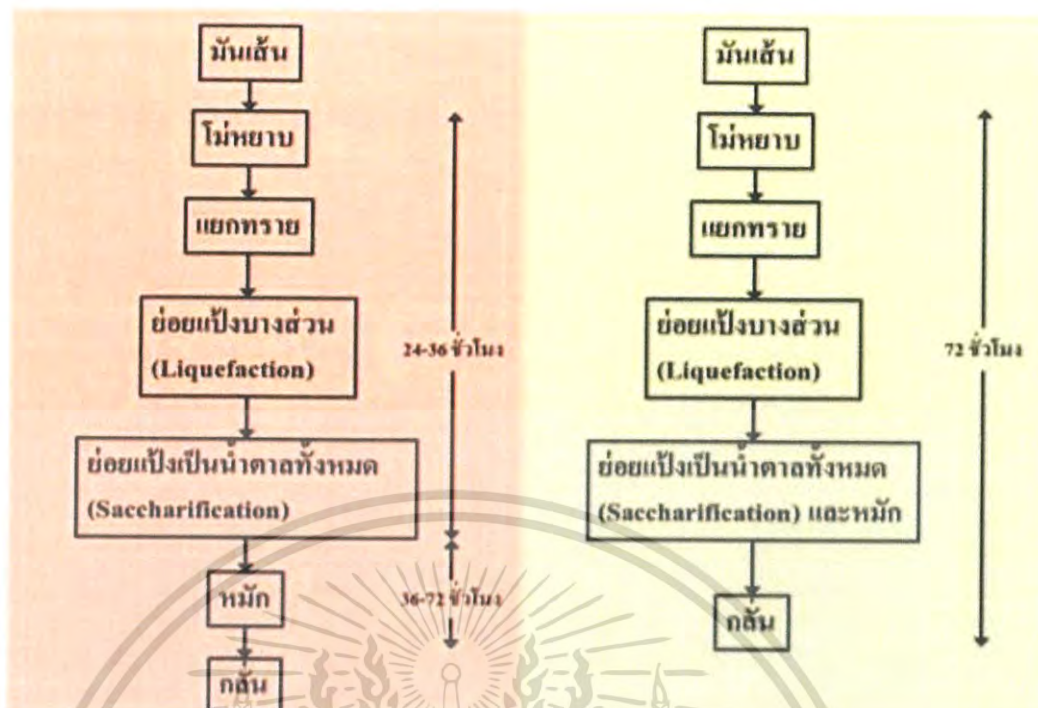 มันเส้น
โม่หยาบ
แยกทราย
ย่อยแป้งบางส่วน
(Liquefaction)
24-36 ชั่วโมง
ย่อยแป้งเป็นน้ำตาลทั้งหมด
(Saccharification)
หมัก
36-72 ชั่วโมง
กลั่น
มันเส้น
โม่หยาบ
แยกทราย
ย่อยแป้งบางส่วน
(Liquefaction)
72 ชั่วโมง
ย่อยแป้งเป็นน้ำตาลทั้งหมด
(Saccharification) และหมัก
กลั่น